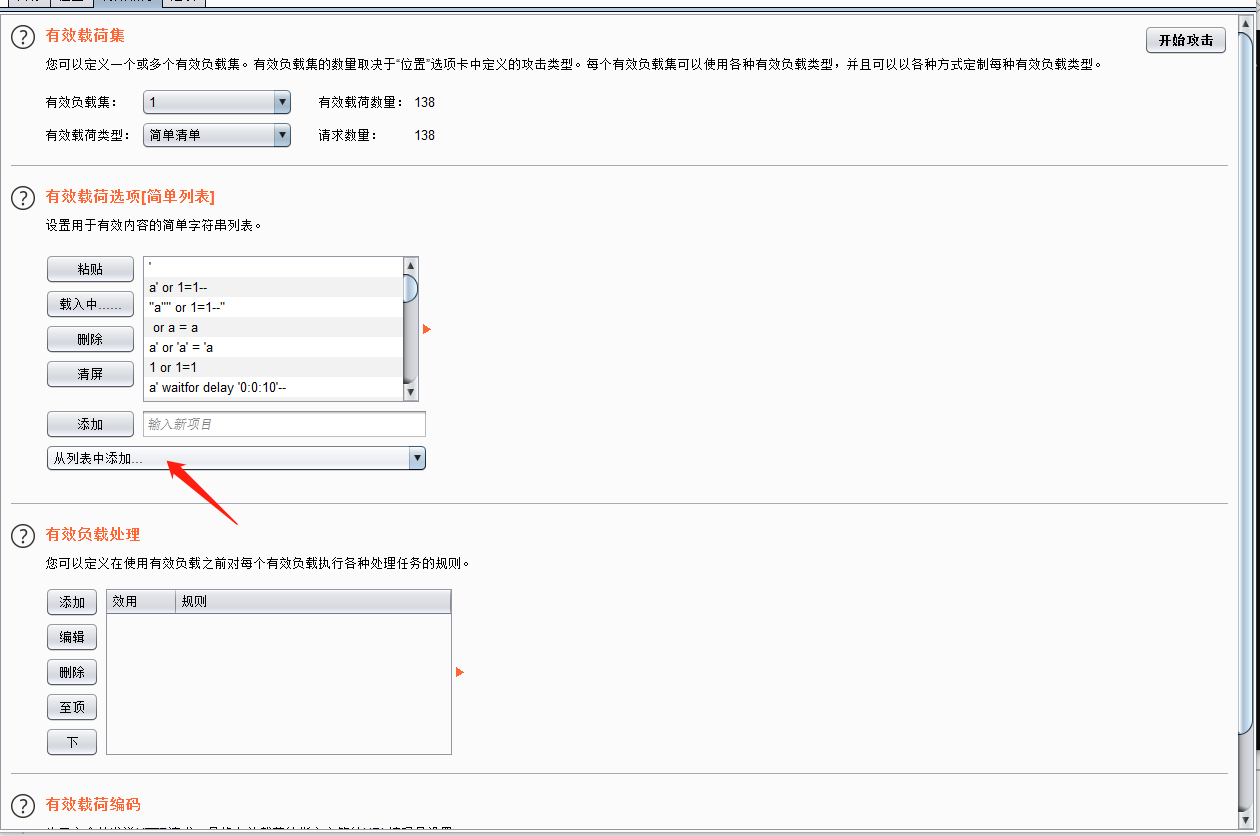 有效载荷集
开始攻击
您可以定义一个或多个有效负载集。有效负载集的数量取决于“位置”选项卡中定义的攻击类型。每个有效负载集可以使用各种有效负载类型，并且可以以各种方式定制每种有效负载类型。
有效负载集： 1 有效载荷数量： 138
有效载荷类型： 简单清单 请求数量： 138
有效载荷选项[简单列表]
设置用于有效内容的简单字符串列表。
粘贴
载入中......
删除
清屏
'
a' or 1=1--
"a"" or 1=1--"
or a = a
a' or 'a' = 'a
1 or 1=1
a' waitfor delay '0:0:10'--
添加 输入新项目
从列表中添加...
有效负载处理
您可以定义在使用有效负载之前对每个有效负载执行各种处理任务的规则。
添加 效用 规则
编辑
删除
至顶
下
有效载荷编码